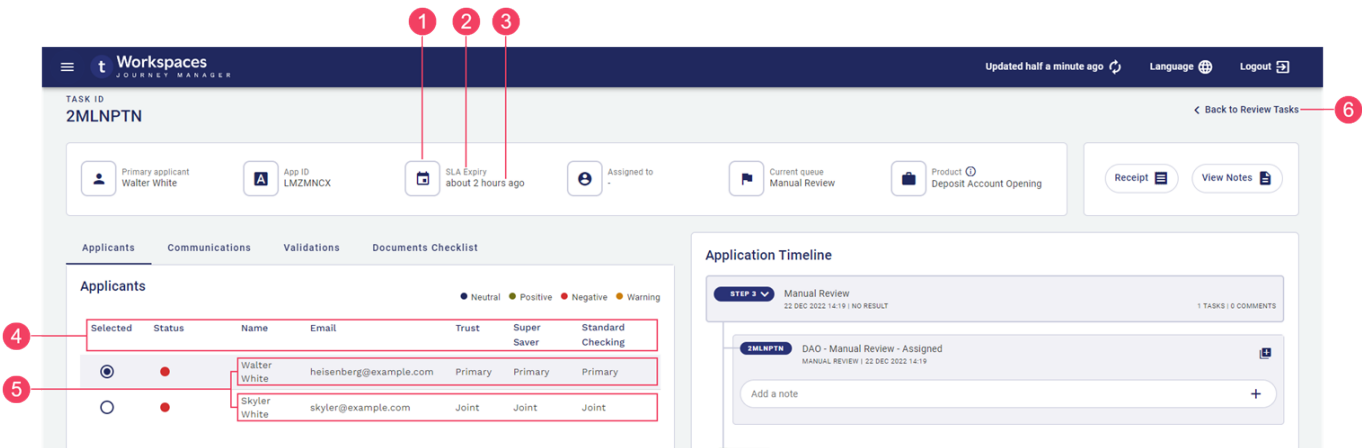 1 2 3
t Workspaces
JOURNEY MANAGER
Updated half a minute ago Language Logout
TASK ID
2MLNPTN
Back to Review Tasks 6
Primary applicant
Walter White
A
App ID
LMZMNCX
SLA Expiry
about 2 hours ago
Assigned to
-
Current queue
Manual Review
Product
Deposit Account Opening
Receipt View Notes
Applicants Communications Validations Documents Checklist
Applicants
Neutral Positive Negative Warning
4
Selected Status Name Email Trust Super Saver Standard Checking
5
Walter White heisenberg@example.com Primary Primary Primary
Skyler White skyler@example.com Joint Joint Joint
Application Timeline
STEP 3 Manual Review
22 DEC 2022 14:19 | NO RESULT 1 TASKS | 0 COMMENTS
2MLNPTN DAO - Manual Review - Assigned
MANUAL REVIEW | 22 DEC 2022 14:19
Add a note +